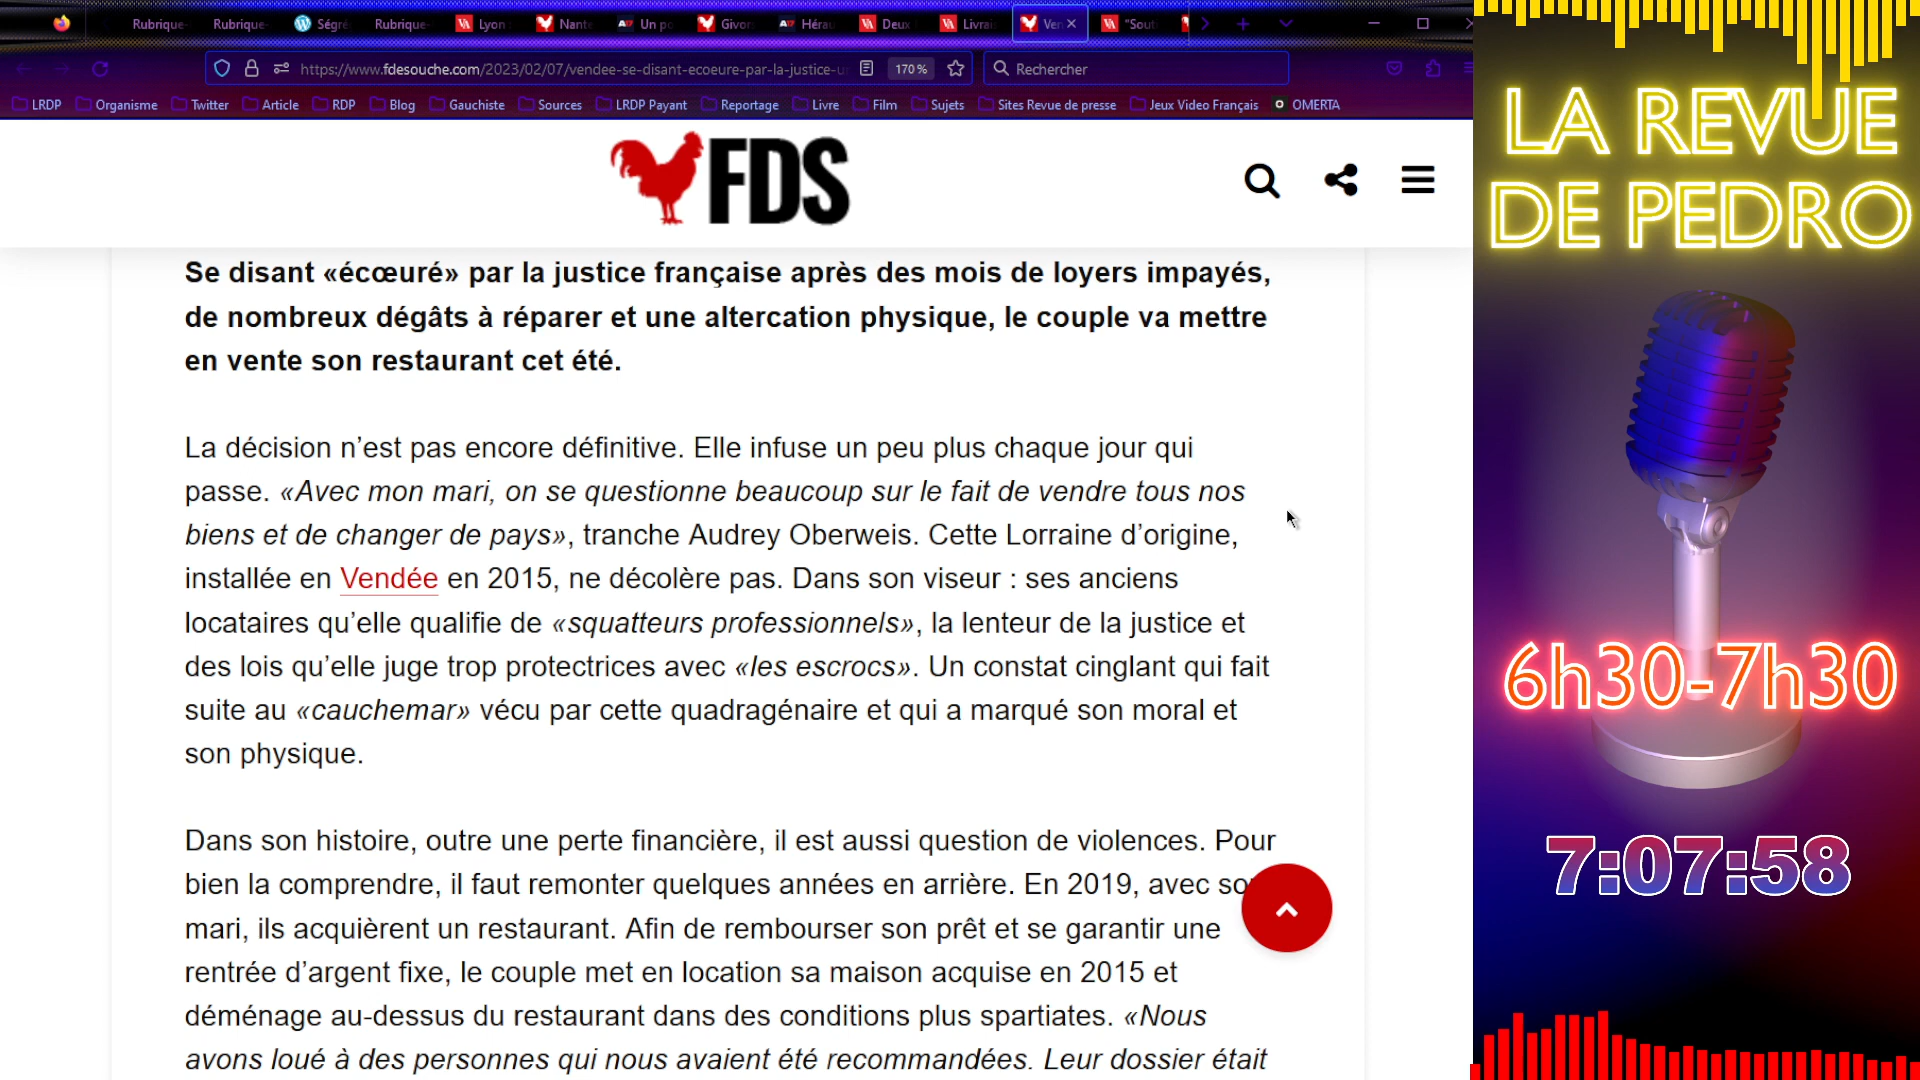 Rubrique-
Rubrique-
Ségré
Rubrique-
Lyon
Nante
Un po
Givor
Hérau
Deux
Livrai
Ven
"Sout
https://www.fdesouche.com/2023/02/07/vendee-se-disant-ecoeure-par-la-justice-u
170 %
Rechercher
LRDP Organisme Twitter Article RDP Blog Gauchiste Sources LRDP Payant Reportage Livre Film Sujets Sites Revue de presse Jeux Video Français OMERTA
FDS
Se disant «écœuré» par la justice française après des mois de loyers impayés,
de nombreux dégâts à réparer et une altercation physique, le couple va mettre
en vente son restaurant cet été.
La décision n’est pas encore définitive. Elle infuse un peu plus chaque jour qui
passe. «Avec mon mari, on se questionne beaucoup sur le fait de vendre tous nos
biens et de changer de pays», tranche Audrey Oberweis. Cette Lorraine d’origine,
installée en Vendée en 2015, ne décolère pas. Dans son viseur : ses anciens
locataires qu’elle qualifie de «squatteurs professionnels», la lenteur de la justice et
des lois qu’elle juge trop protectrices avec «les escrocs». Un constat cinglant qui fait
suite au «cauchemar» vécu par cette quadragénaire et qui a marqué son moral et
son physique.
Dans son histoire, outre une perte financière, il est aussi question de violences. Pour
bien la comprendre, il faut remonter quelques années en arrière. En 2019, avec so
mari, ils acquièrent un restaurant. Afin de rembourser son prêt et se garantir une
rentrée d’argent fixe, le couple met en location sa maison acquise en 2015 et
déménage au-dessus du restaurant dans des conditions plus spartiates. «Nous
avons loué à des personnes qui nous avaient été recommandées. Leur dossier était
LA REVUE
DE PEDRO
6h30-7h30
7:07:58